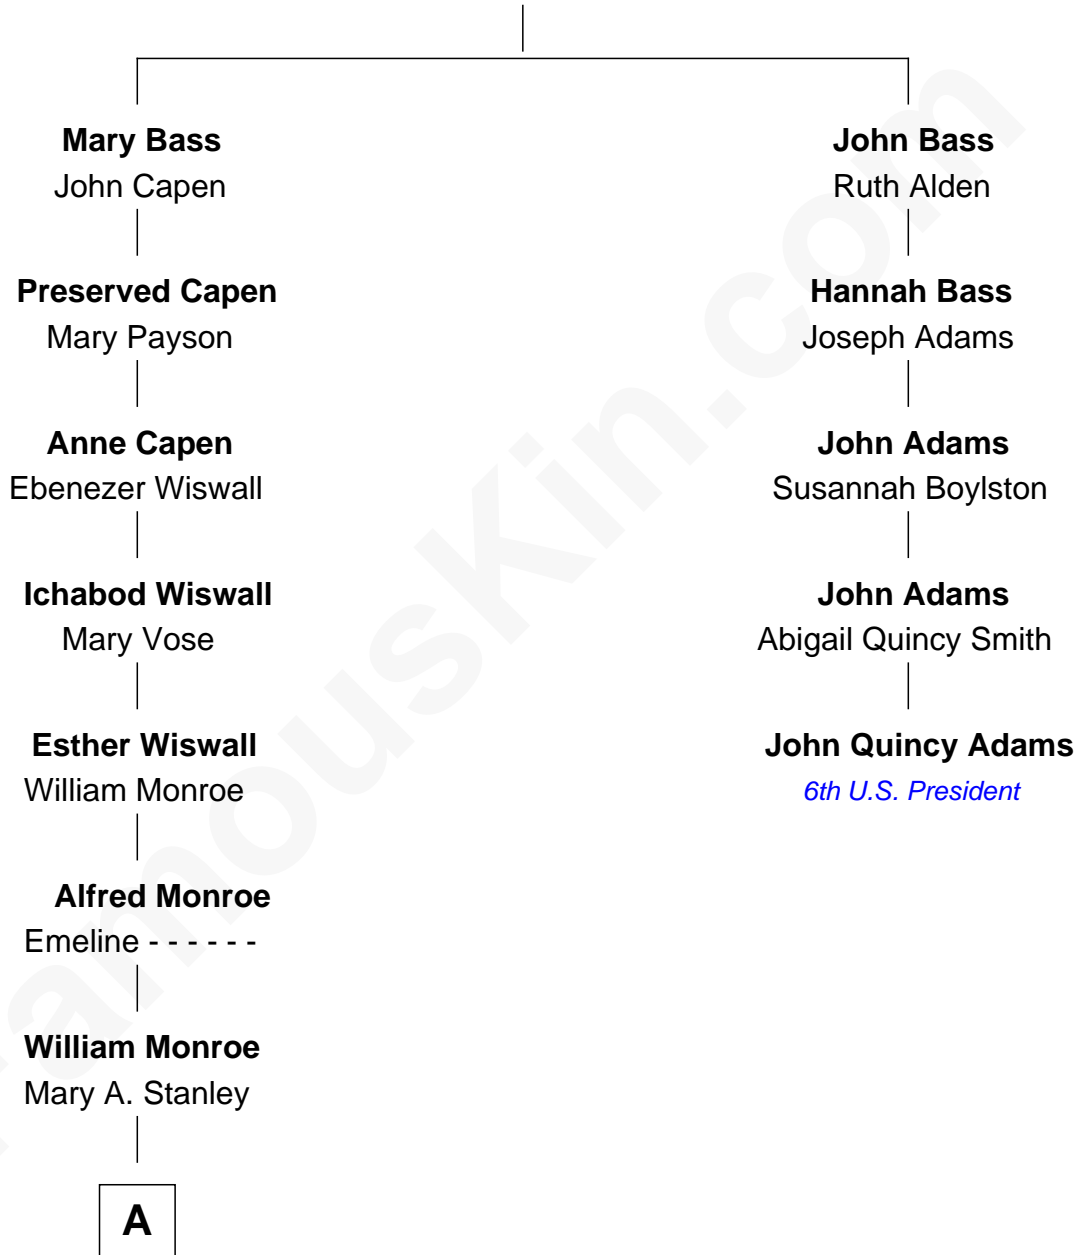 Mary Bass
John Capen
John Bass
Ruth Alden
Preserved Capen
Mary Payson
Hannah Bass
Joseph Adams
Anne Capen
Ebenezer Wiswall
John Adams
Susannah Boylston
Ichabod Wiswall
Mary Vose
John Adams
Abigail Quincy Smith
Esther Wiswall
William Monroe
John Quincy Adams
6th U.S. President
Alfred Monroe
Emeline - - - - - -
William Monroe
Mary A. Stanley
A
FamousKin.com